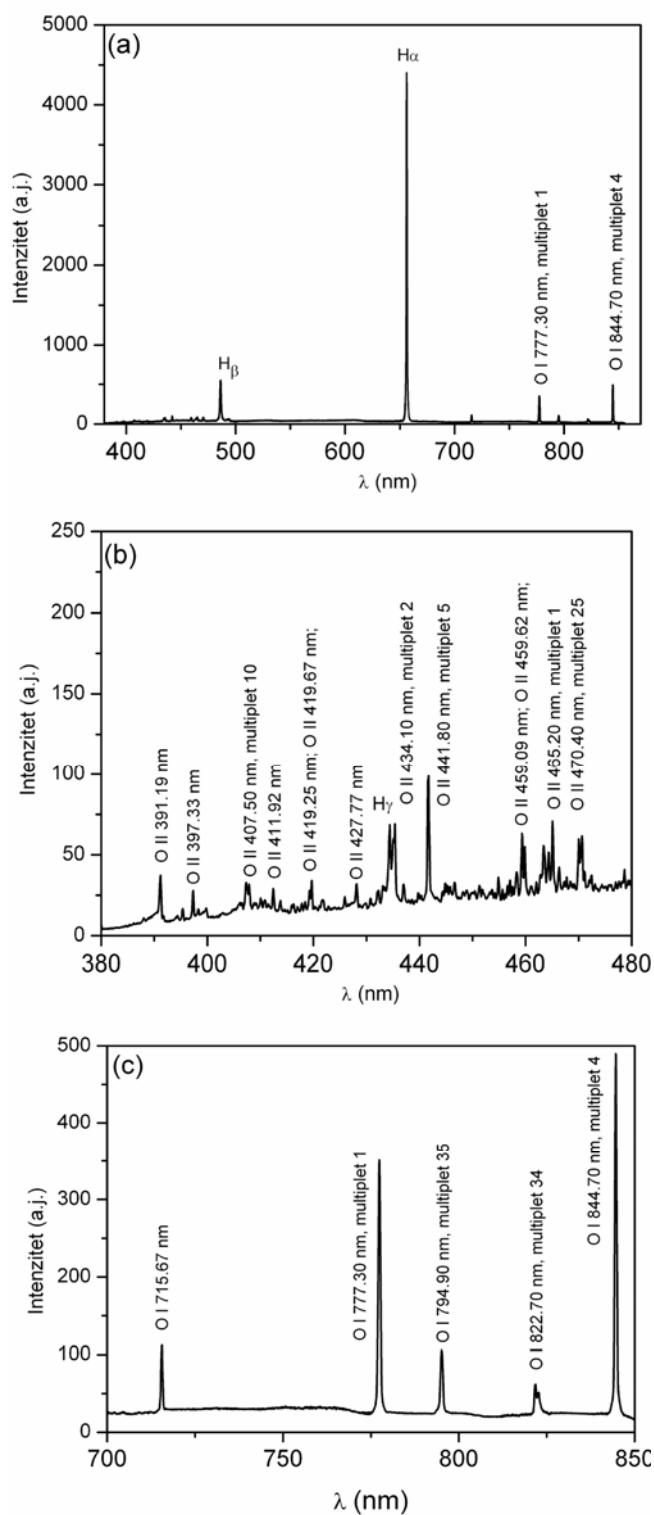 (a)
Intenzitet (a.j.)
5000
4000
3000
2000
1000
0
Hβ
Hα
O I 777.30 nm, multiplet 1
O I 844.70 nm, multiplet 4
400 500 600 700 800
λ (nm)
(b)
Intenzitet (a.j.)
250
200
150
100
50
0
O II 391.19 nm
O II 397.33 nm
O II 407.50 nm, multiplet 10
O II 411.92 nm
O II 419.25 nm; O II 419.67 nm;
O II 427.77 nm
Hγ
O II 434.10 nm, multiplet 2
O II 441.80 nm, multiplet 5
O II 459.09 nm; O II 459.62 nm;
O II 465.20 nm, multiplet 1
O II 470.40 nm, multiplet 25
380 400 420 440 460 480
λ (nm)
(c)
Intenzitet (a.j.)
500
400
300
200
100
0
O I 715.67 nm
O I 777.30 nm, multiplet 1
O I 794.90 nm, multiplet 35
O I 822.70 nm, multiplet 34
O I 844.70 nm, multiplet 4
700 750 800 850
λ (nm)